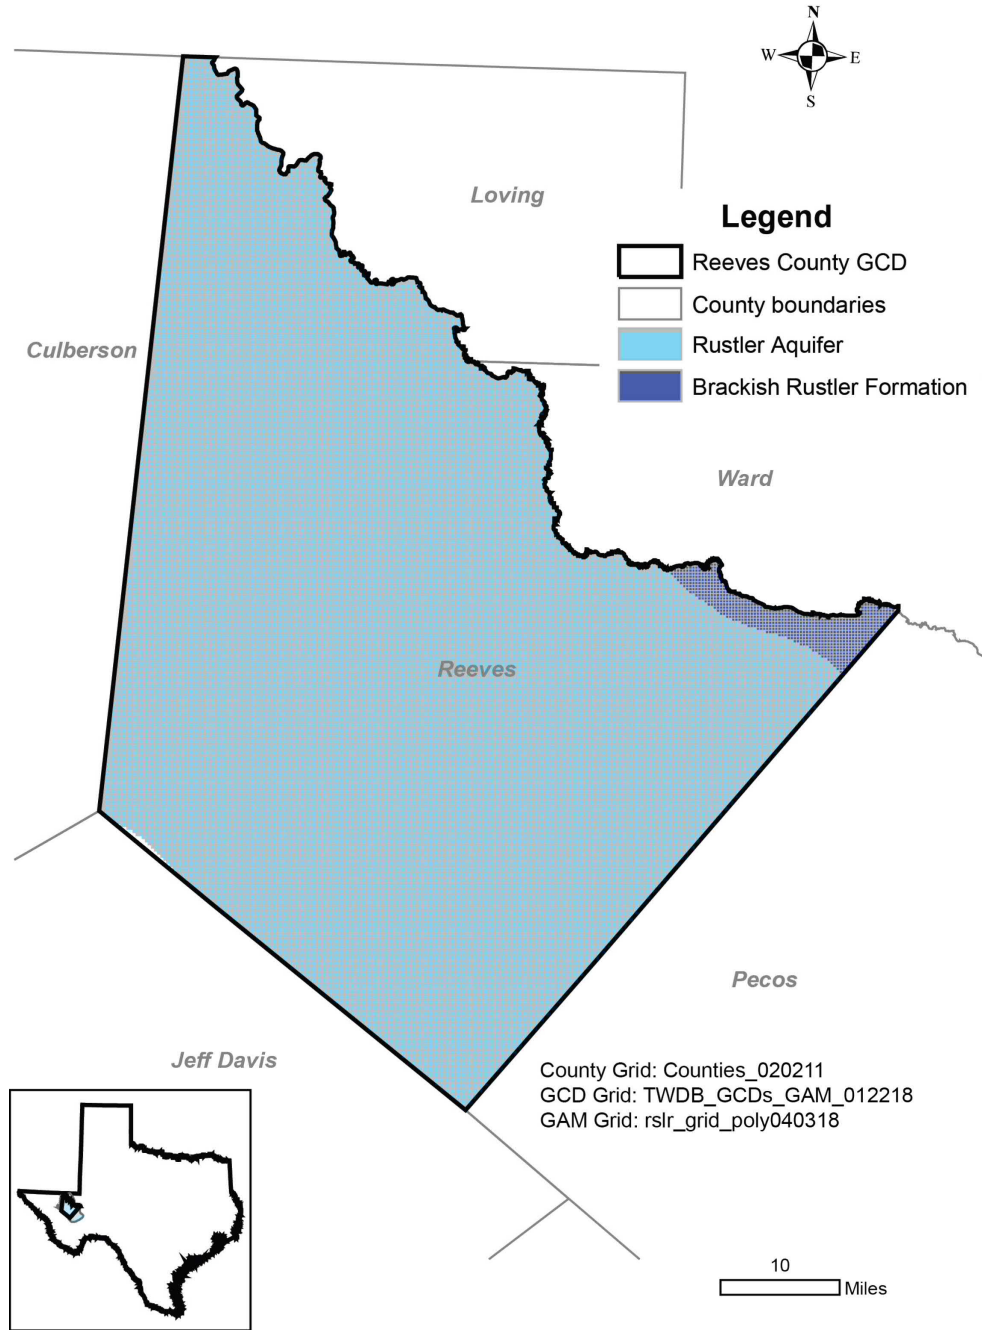 N
W
E
S
Loving
Legend
Reeves County GCD
County boundaries
Rustler Aquifer
Brackish Rustler Formation
Culberson
Ward
Reeves
Pecos
Jeff Davis
County Grid: Counties_020211
GCD Grid: TWDB_GCDs_GAM_012218
GAM Grid: rslr_grid_poly040318
10
Miles